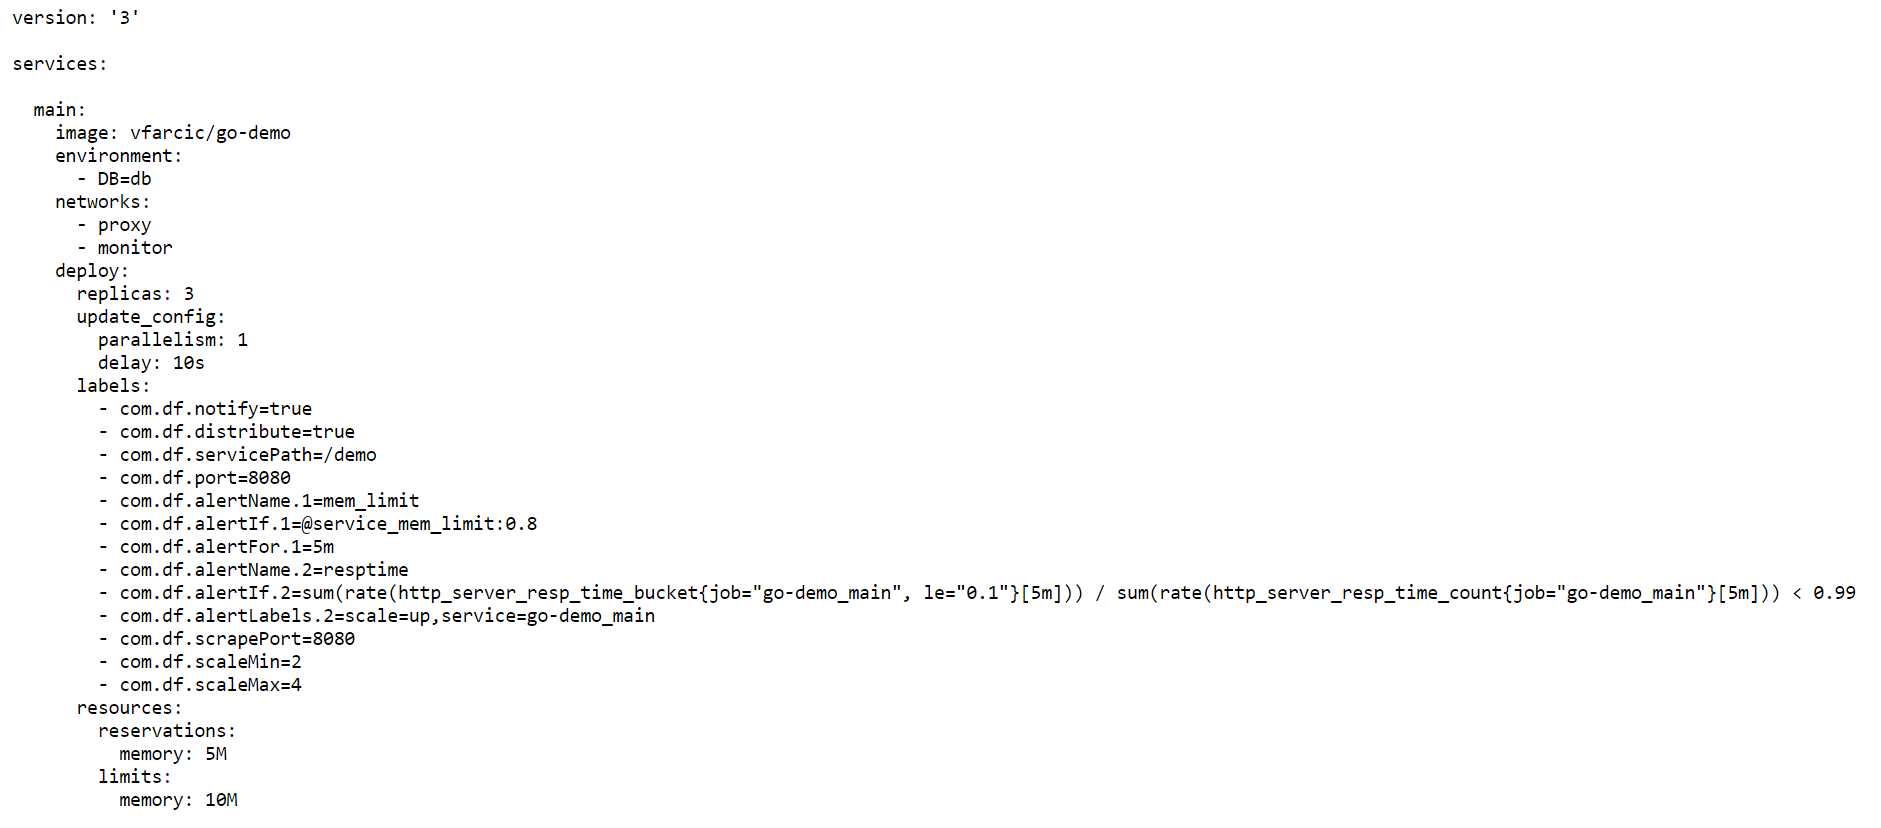 version: '3'

services:

  main:
    image: vfarcic/go-demo
    environment:
      - DB=db
    networks:
      - proxy
      - monitor
    deploy:
      replicas: 3
      update_config:
        parallelism: 1
        delay: 10s
      labels:
        - com.df.notify=true
        - com.df.distribute=true
        - com.df.servicePath=/demo
        - com.df.port=8080
        - com.df.alertName.1=mem_limit
        - com.df.alertIf.1=@service_mem_limit:0.8
        - com.df.alertFor.1=5m
        - com.df.alertName.2=resptime
        - com.df.alertIf.2=sum(rate(http_server_resp_time_bucket{job="go-demo_main", le="0.1"}[5m])) / sum(rate(http_server_resp_time_count{job="go-demo_main"}[5m])) < 0.99
        - com.df.alertLabels.2=scale=up,service=go-demo_main
        - com.df.scrapePort=8080
        - com.df.scaleMin=2
        - com.df.scaleMax=4
      resources:
        reservations:
          memory: 5M
        limits:
          memory: 10M